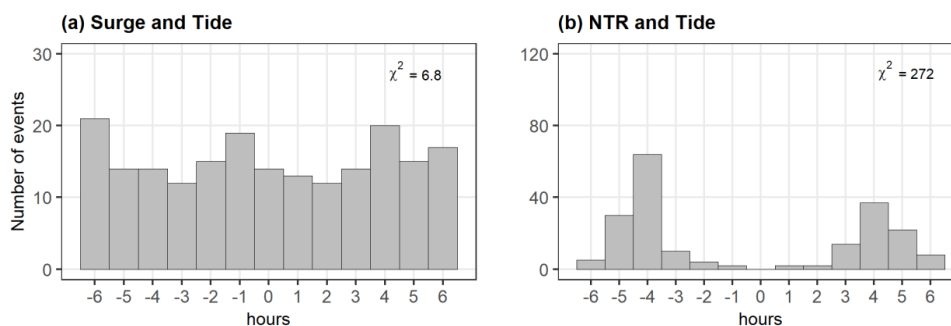 (a) Surge and Tide
30
20
10
0
Number of events
χ² = 6.8
-6 -5 -4 -3 -2 -1 0 1 2 3 4 5 6
hours
(b) NTR and Tide
120
80
40
0
χ² = 272
-6 -5 -4 -3 -2 -1 0 1 2 3 4 5 6
hours